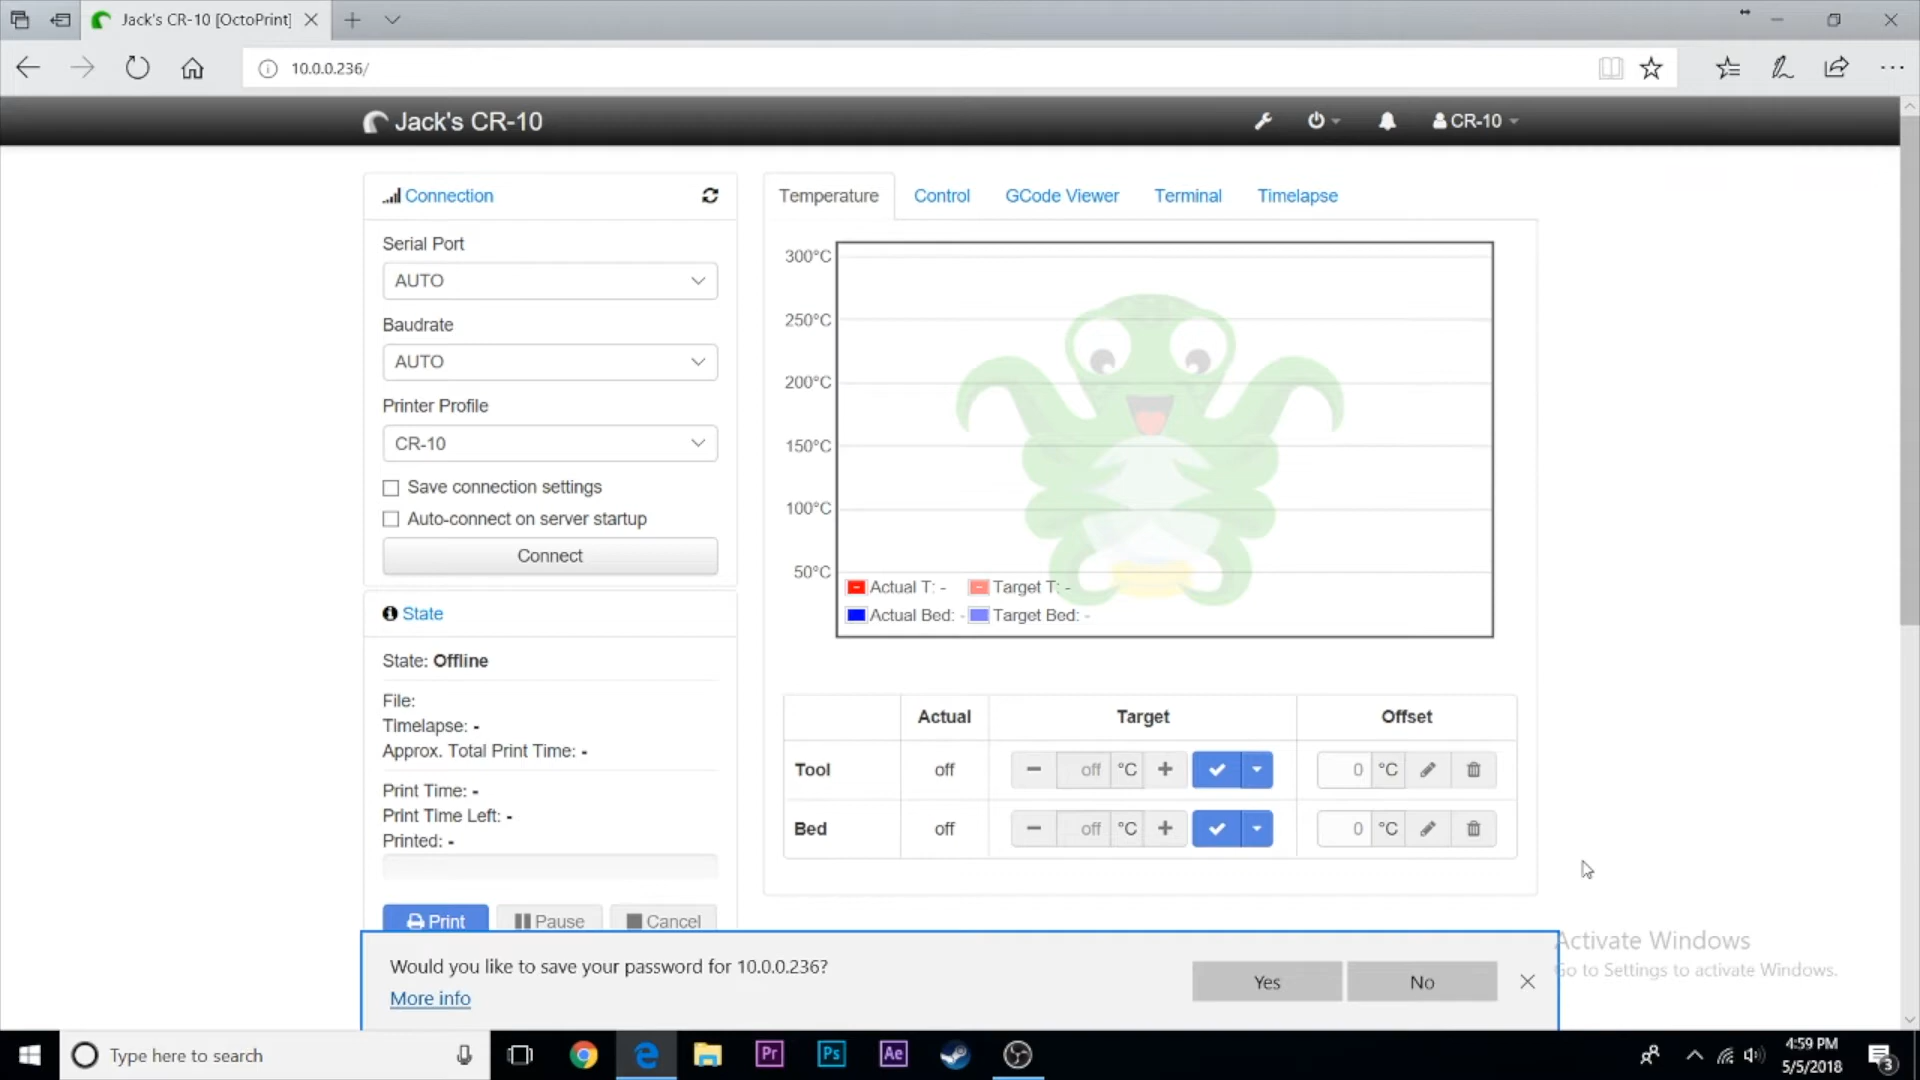 Jack's CR-10 [OctoPrint]
10.0.0.236/
Jack's CR-10
CR-10
Connection
Serial Port
AUTO
Baudrate
AUTO
Printer Profile
CR-10
Save connection settings
Auto-connect on server startup
Connect
State
State: Offline
File:
Timelapse: -
Approx. Total Print Time: -
Print Time: -
Print Time Left: -
Printed: -
Print
Pause
Cancel
Temperature
Control
GCode Viewer
Terminal
Timelapse
300°C
250°C
200°C
150°C
100°C
50°C
Actual T: - Target T: -
Actual Bed: - Target Bed: -
Actual Target Offset
Tool off off °C 0 °C
Bed off off °C 0 °C
Would you like to save your password for 10.0.0.236?
More info
Yes
No
Activate Windows
Go to Settings to activate Windows.
Type here to search
Pr
Ps
Ae
4:59 PM
5/5/2018
3